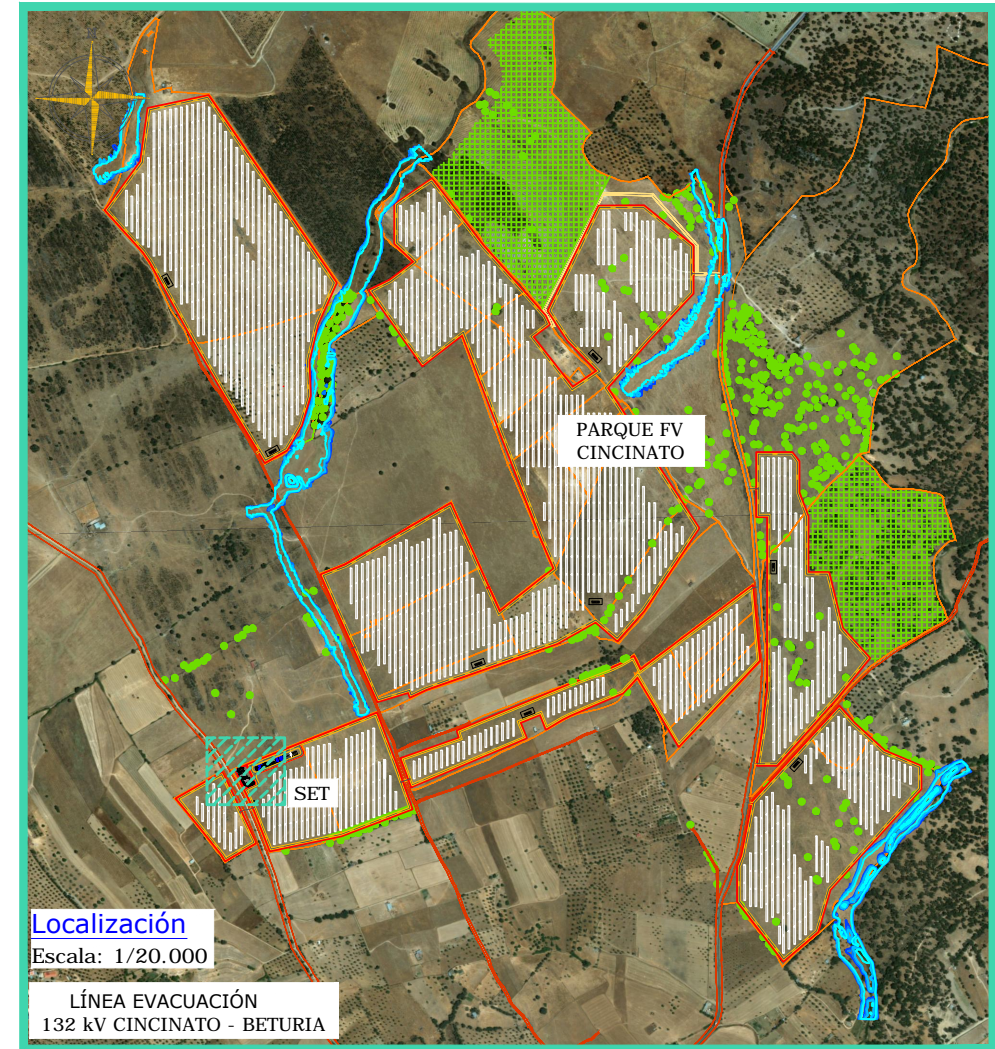 PARQUE FV
CINCINATO
SET
Localización
Escala: 1/20.000
LÍNEA EVACUACIÓN
132 kV CINCINATO - BETURIA